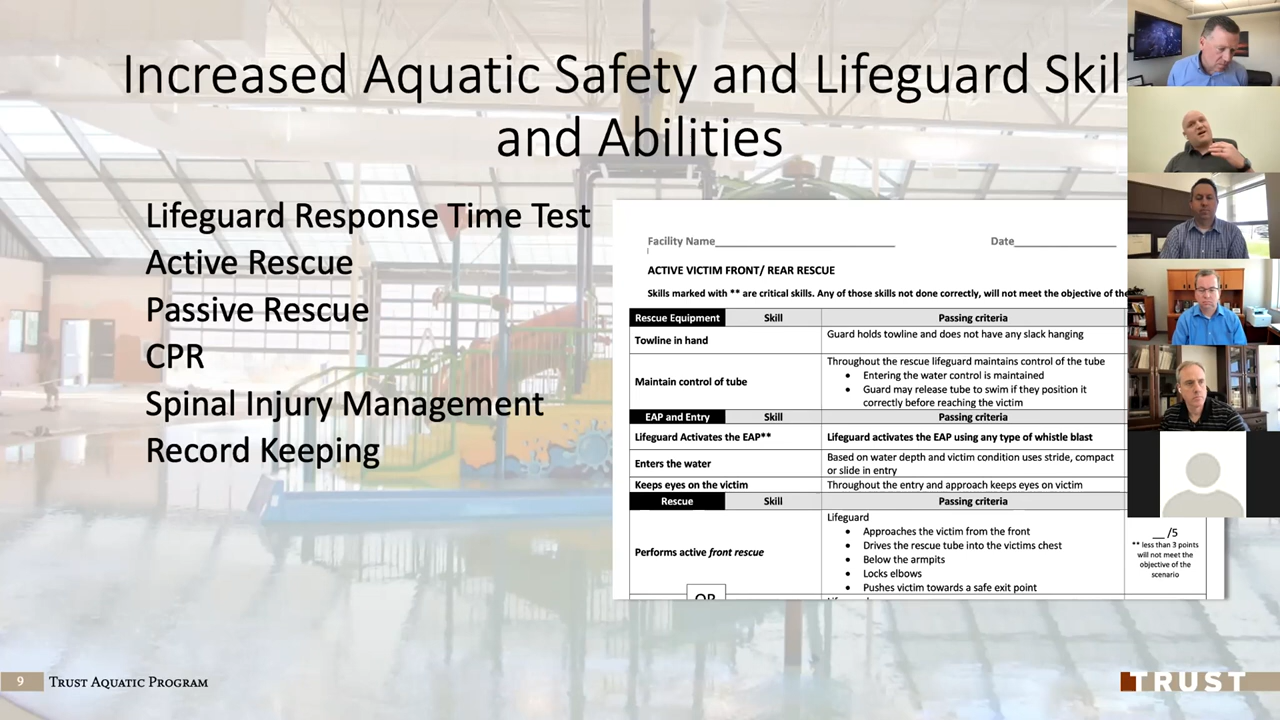 Increased Aquatic Safety and Lifeguard Skil
and Abilities
Lifeguard Response Time Test
Active Rescue
Passive Rescue
CPR
Spinal Injury Management
Record Keeping
Facility Name________________ Date________________
ACTIVE VICTIM FRONT/ REAR RESCUE
Skills marked with ** are critical skills. Any of those skills not done correctly, will not meet the objective of the
Rescue Equipment Skill Passing criteria
Towline in hand Guard holds towline and does not have any slack hanging
Maintain control of tube Throughout the rescue lifeguard maintains control of the tube
• Entering the water control is maintained
• Guard may release tube to swim if they position it
correctly before reaching the victim
EAP and Entry Skill Passing criteria
Lifeguard Activates the EAP** Lifeguard activates the EAP using any type of whistle blast
Enters the water Based on water depth and victim condition uses stride, compact
or slide in entry
Keeps eyes on the victim Throughout the entry and approach keeps eyes on victim
Rescue Skill Passing criteria
Performs active front rescue
Lifeguard
• Approaches the victim from the front
• Drives the rescue tube into the victims chest
• Below the armpits
• Locks elbows
• Pushes victim towards a safe exit point
OR
__ /5
** less than 3 points
will not meet the
objective of the
scenario
9 TRUST AQUATIC PROGRAM
TRUST